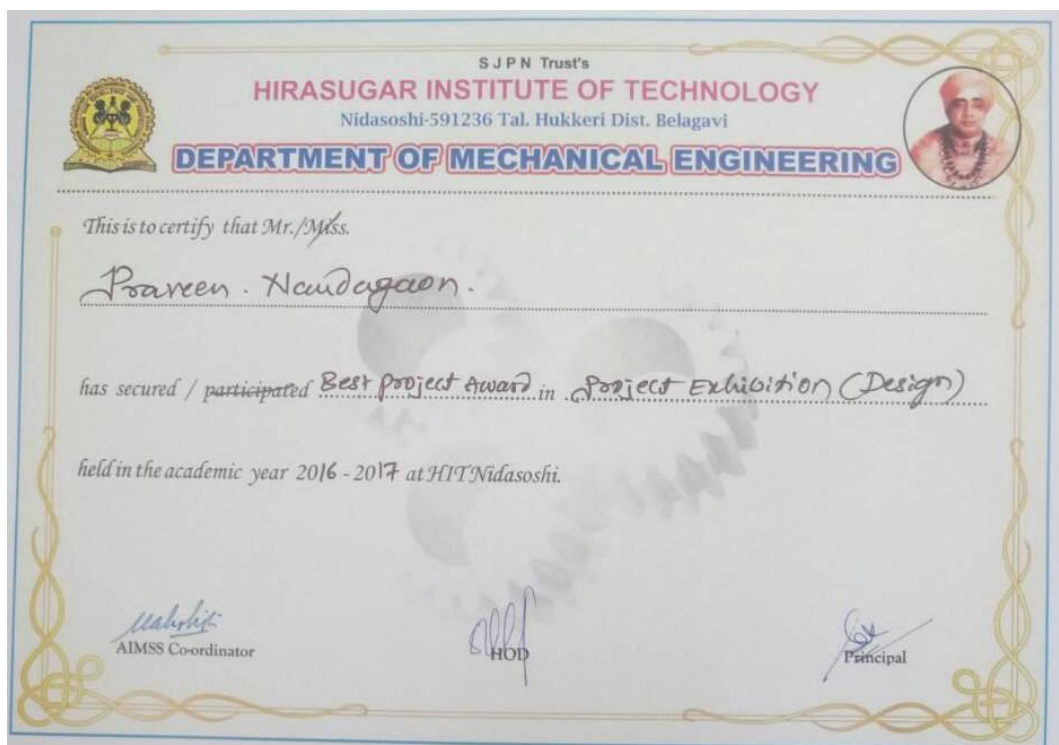 S J P N Trust's
HIRASUGAR INSTITUTE OF TECHNOLOGY
Nidasoshi-591236 Tal. Hukkeri Dist. Belagavi
DEPARTMENT OF MECHANICAL ENGINEERING
This is to certify that Mr./Miss.
Praveen . Nandagaon .
has secured / participated Best project Award in Project Exhibition (Design)
held in the academic year 2016 - 2017 at HIT Nidasoshi.
AIMSS Co-ordinator HOD Principal